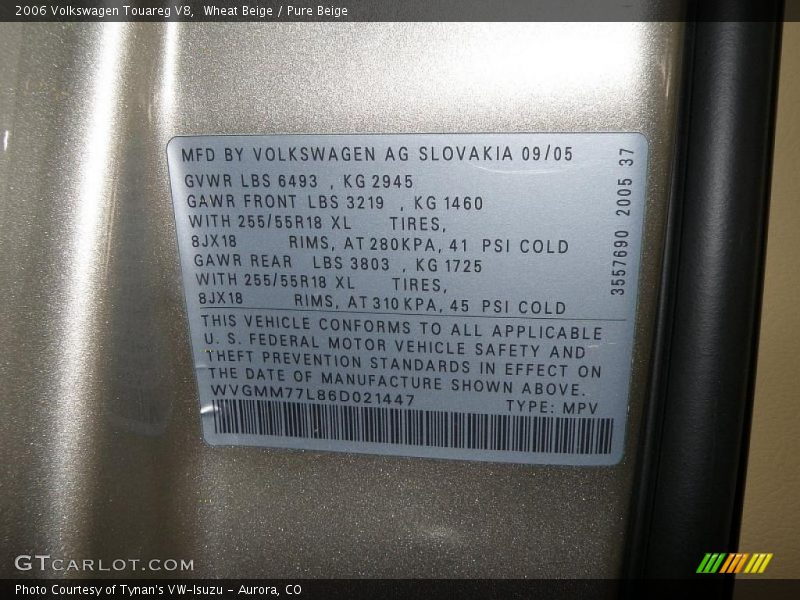 2006 Volkswagen Touareg V8, Wheat Beige / Pure Beige
MFD BY VOLKSWAGEN AG SLOVAKIA 09/05
GVWR LBS 6493 , KG 2945
GAWR FRONT LBS 3219 , KG 1460
WITH 255/55R18 XL TIRES,
8JX18 RIMS, AT 280KPA, 41 PSI COLD
GAWR REAR LBS 3803 , KG 1725
WITH 255/55R18 XL TIRES,
8JX18 RIMS, AT 310 KPA, 45 PSI COLD
THIS VEHICLE CONFORMS TO ALL APPLICABLE
U. S. FEDERAL MOTOR VEHICLE SAFETY AND
THEFT PREVENTION STANDARDS IN EFFECT ON
THE DATE OF MANUFACTURE SHOWN ABOVE.
WVGMM77L86D021447 TYPE: MPV
3557690 2005 37
GTCARLOT.COM
Photo Courtesy of Tynan's VW-Isuzu - Aurora, CO